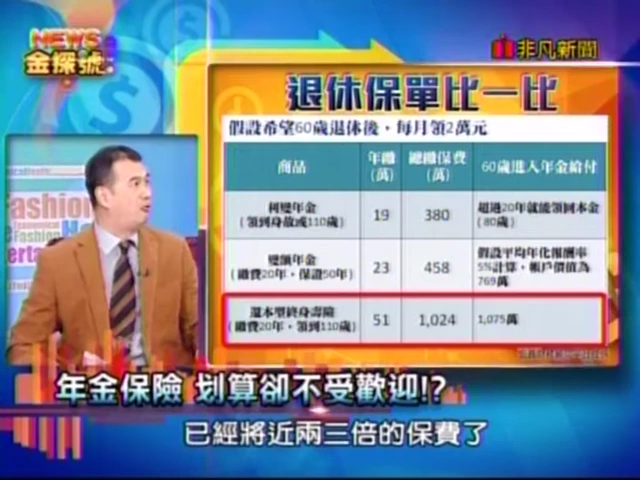 NEWS
金探號
非凡新聞
退休保單比一比
假設希望60歲退休後，每月領2萬元
商品
年繳
(萬)
總繳保費
(萬)
60歲進入年金給付
利變年金
(領到身故或110歲)
19
380
超過20年就能領回本金
(80歲)
變額年金
(繳費20年，保證50年)
23
458
假設平均年化報酬率
5%計算，帳戶價值為
769萬
還本型終身壽險
(繳費20年，領到110歲)
51
1,024
1,075萬
Fashion
Fashion
年金保險 划算卻不受歡迎!?
已經將近兩三倍的保費了